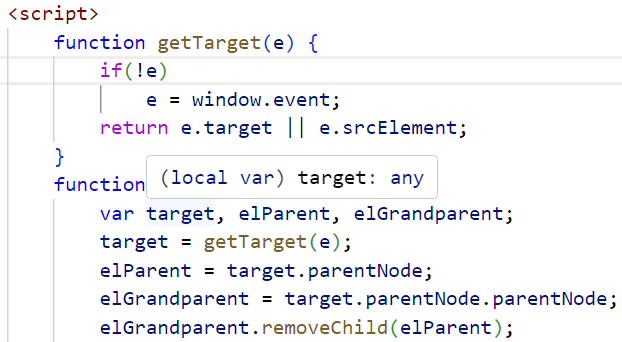 <script>
function getTarget(e) {
if(!e)
e = window.event;
return e.target || e.srcElement;
}
(local var) target: any
function
var target, elParent, elGrandparent;
target = getTarget(e);
elParent = target.parentNode;
elGrandparent = target.parentNode.parentNode;
elGrandparent.removeChild(elParent);